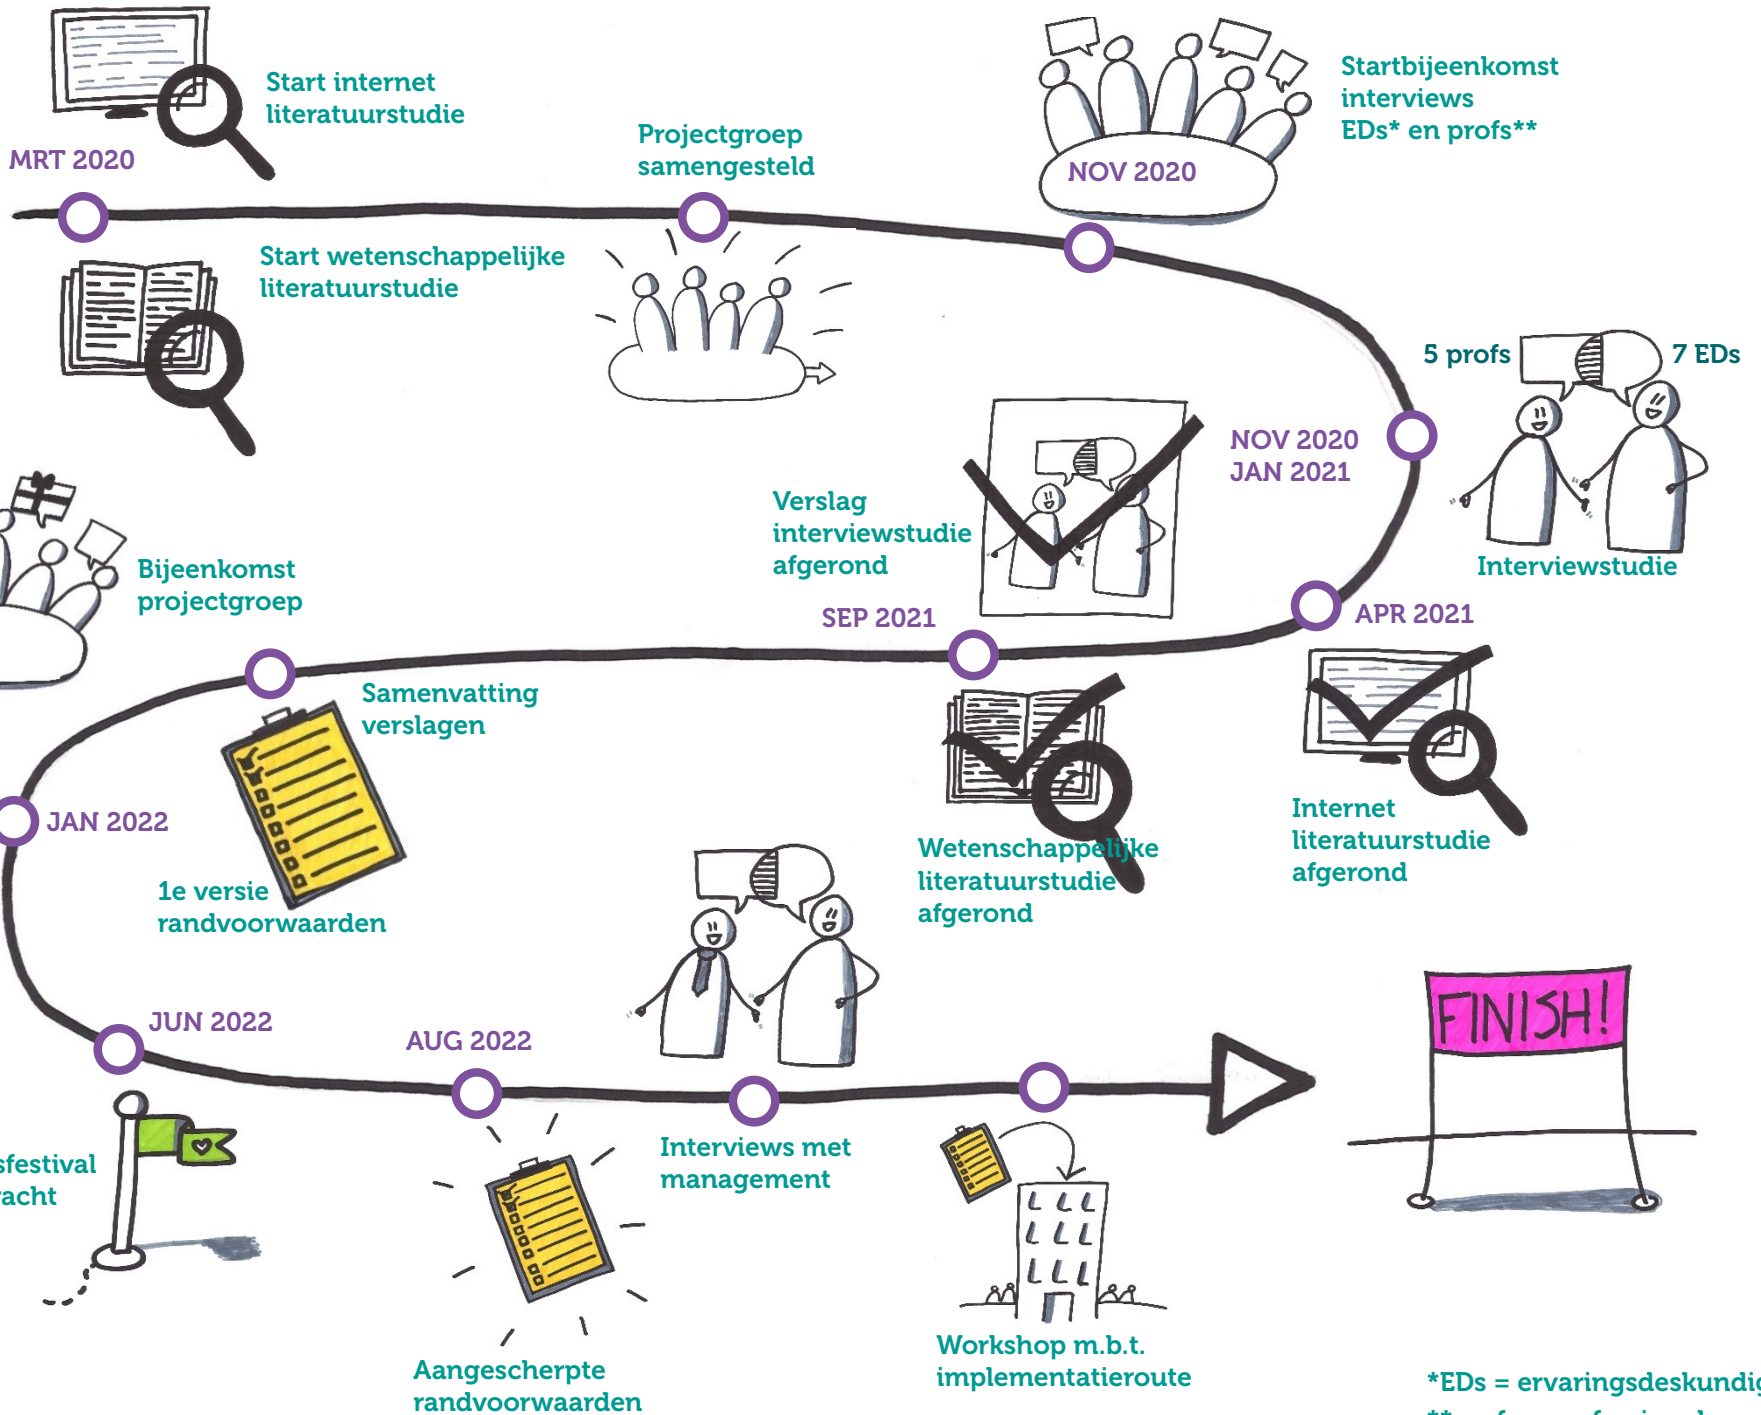 Start internet
literatuurstudie
MRT 2020
Start wetenschappelijke
literatuurstudie
Projectgroep
samengesteld
Startbijeenkomst
interviews
EDs* en profs**
NOV 2020
5 profs
7 EDs
NOV 2020
JAN 2021
Interviewstudie
APR 2021
Internet
literatuurstudie
afgerond
Verslag
interviewstudie
afgerond
SEP 2021
Wetenschappelijke
literatuurstudie
afgerond
Samenvatting
verslagen
1e versie
randvoorwaarden
Bijeenkomst
projectgroep
JAN 2022
JUN 2022
AUG 2022
Aangescherpte
randvoorwaarden
Interviews met
management
Workshop m.b.t.
implementatieroute
FINISH!
*EDs =